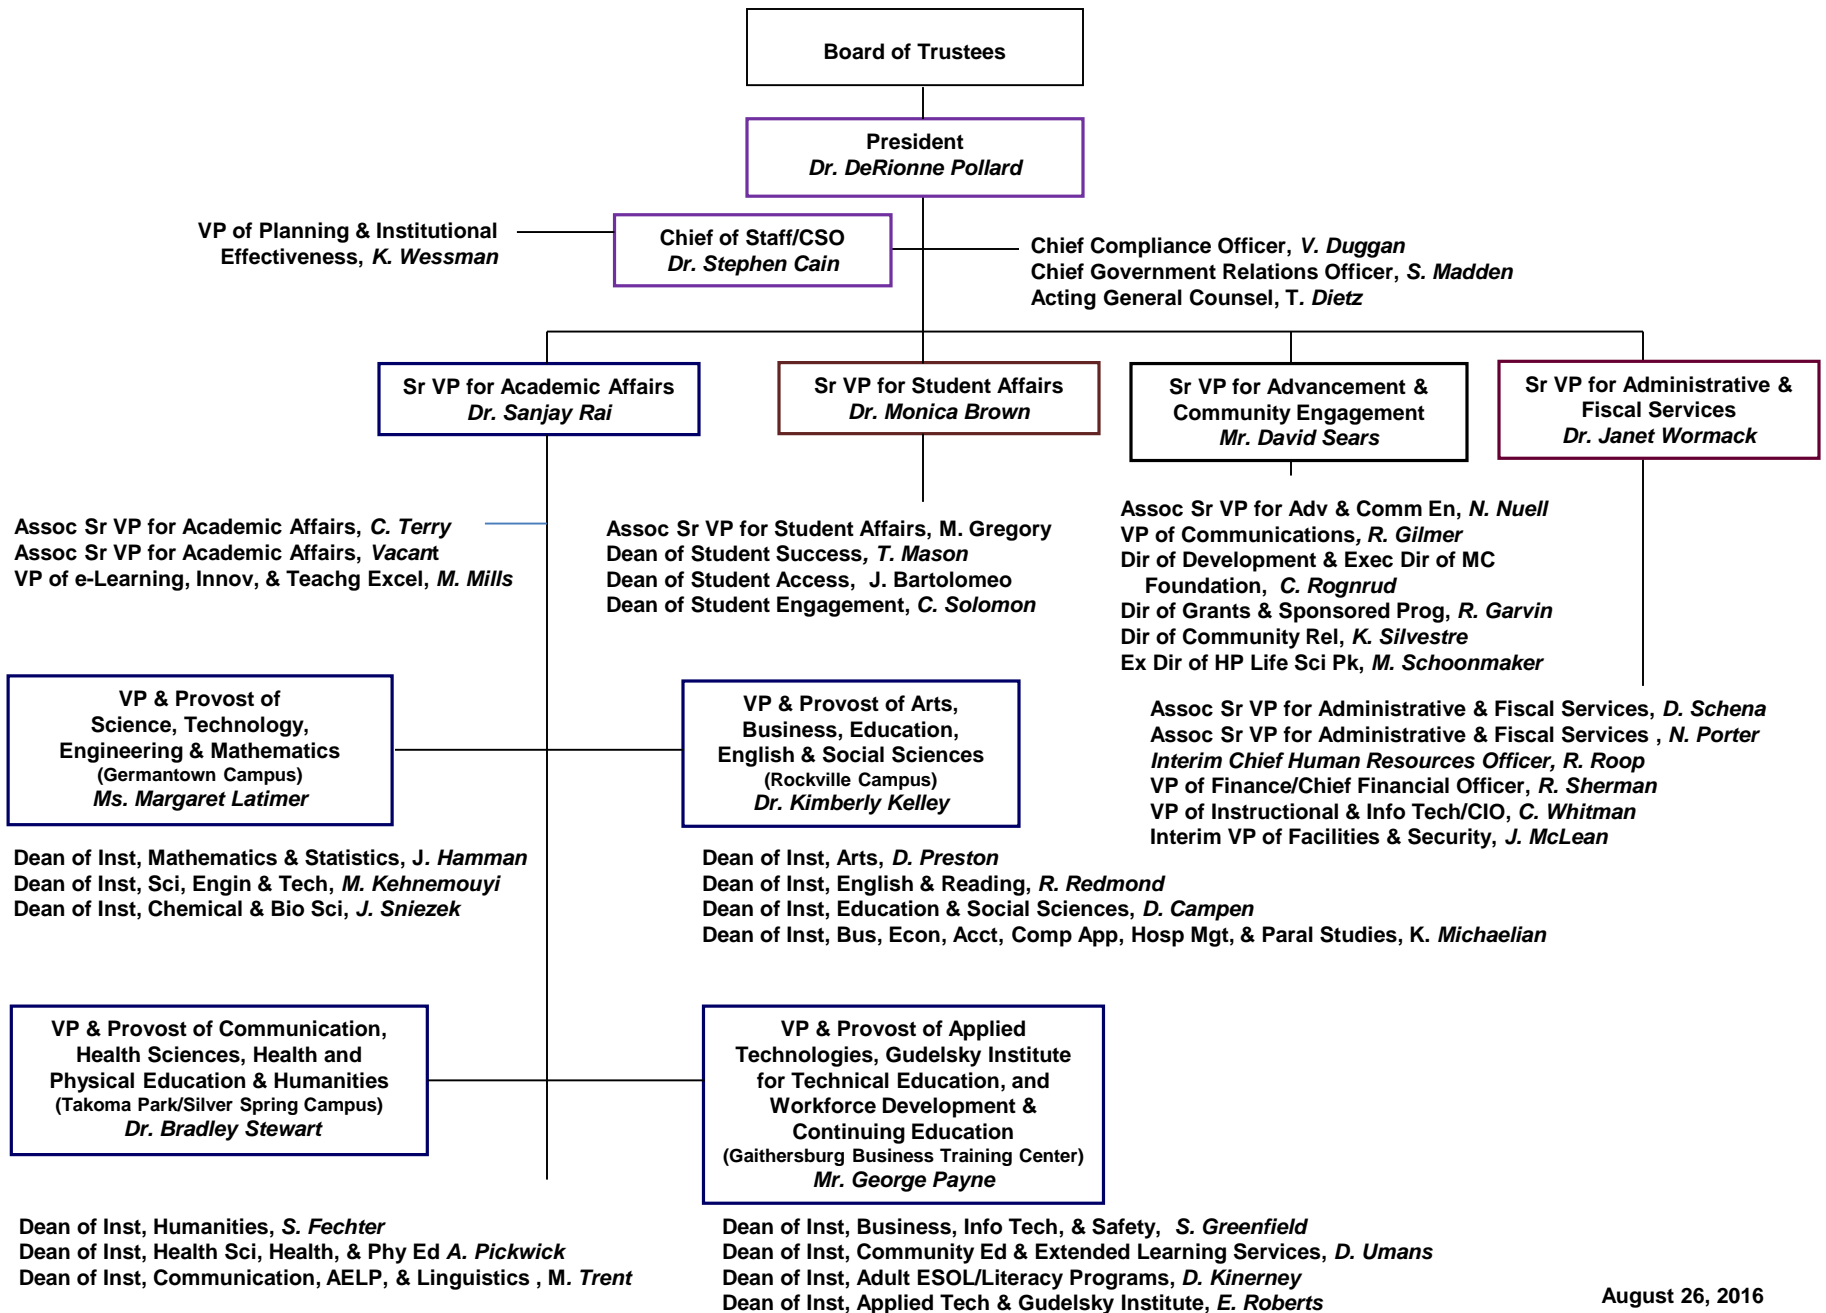 Board of Trustees
President
Dr. DeRionne Pollard
VP of Planning & Institutional
Effectiveness, K. Wessman
Chief of Staff/CSO
Dr. Stephen Cain
Chief Compliance Officer, V. Duggan
Chief Government Relations Officer, S. Madden
Acting General Counsel, T. Dietz
Sr VP for Academic Affairs
Dr. Sanjay Rai
Sr VP for Student Affairs
Dr. Monica Brown
Sr VP for Advancement &
Community Engagement
Mr. David Sears
Sr VP for Administrative &
Fiscal Services
Dr. Janet Wormack
Assoc Sr VP for Academic Affairs, C. Terry
Assoc Sr VP for Academic Affairs, Vacant
VP of e-Learning, Innov, & Teachg Excel, M. Mills
Assoc Sr VP for Student Affairs, M. Gregory
Dean of Student Success, T. Mason
Dean of Student Access, J. Bartolomeo
Dean of Student Engagement, C. Solomon
Assoc Sr VP for Adv & Comm En, N. Nuell
VP of Communications, R. Gilmer
Dir of Development & Exec Dir of MC
Foundation, C. Rognrud
Dir of Grants & Sponsored Prog, R. Garvin
Dir of Community Rel, K. Silvestre
Ex Dir of HP Life Sci Pk, M. Schoonmaker
Assoc Sr VP for Administrative & Fiscal Services, D. Schena
Assoc Sr VP for Administrative & Fiscal Services , N. Porter
Interim Chief Human Resources Officer, R. Roop
VP of Finance/Chief Financial Officer, R. Sherman
VP of Instructional & Info Tech/CIO, C. Whitman
Interim VP of Facilities & Security, J. McLean
VP & Provost of
Science, Technology,
Engineering & Mathematics
(Germantown Campus)
Ms. Margaret Latimer
VP & Provost of Arts,
Business, Education,
English & Social Sciences
(Rockville Campus)
Dr. Kimberly Kelley
Dean of Inst, Mathematics & Statistics, J. Hamman
Dean of Inst, Sci, Engin & Tech, M. Kehnemouyi
Dean of Inst, Chemical & Bio Sci, J. Sniezek
Dean of Inst, Arts, D. Preston
Dean of Inst, English & Reading, R. Redmond
Dean of Inst, Education & Social Sciences, D. Campen
Dean of Inst, Bus, Econ, Acct, Comp App, Hosp Mgt, & Paral Studies, K. Michaelian
VP & Provost of Communication,
Health Sciences, Health and
Physical Education & Humanities
(Takoma Park/Silver Spring Campus)
Dr. Bradley Stewart
VP & Provost of Applied
Technologies, Gudelsky Institute
for Technical Education, and
Workforce Development &
Continuing Education
(Gaithersburg Business Training Center)
Mr. George Payne
Dean of Inst, Humanities, S. Fechter
Dean of Inst, Health Sci, Health, & Phy Ed A. Pickwick
Dean of Inst, Communication, AELP, & Linguistics , M. Trent
Dean of Inst, Business, Info Tech, & Safety, S. Greenfield
Dean of Inst, Community Ed & Extended Learning Services, D. Umans
Dean of Inst, Adult ESOL/Literacy Programs, D. Kinerney
Dean of Inst, Applied Tech & Gudelsky Institute, E. Roberts
August 26, 2016